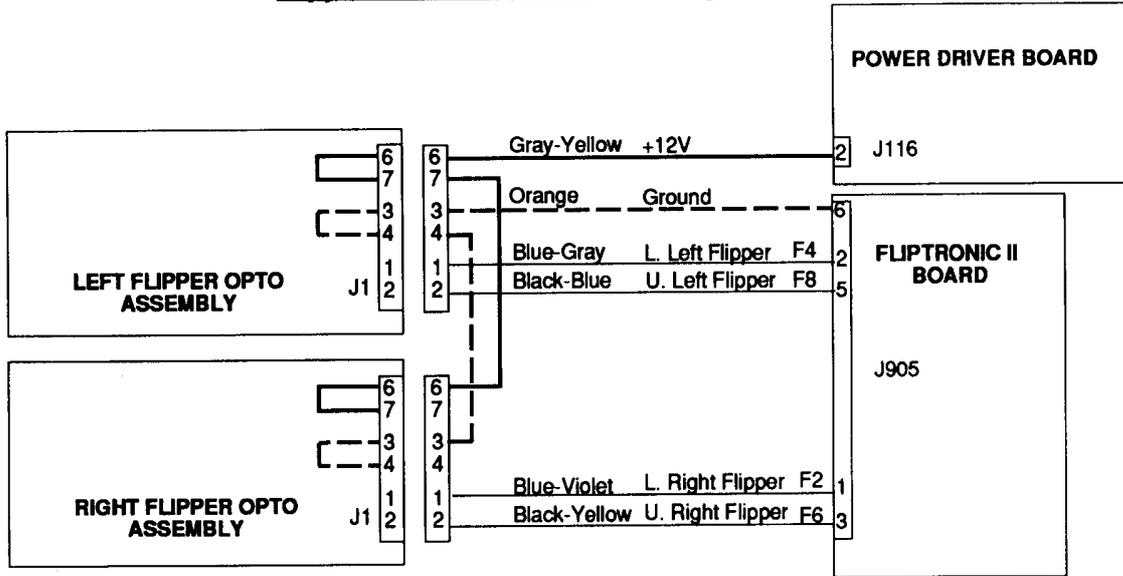 POWER DRIVER BOARD
2 J116
LEFT FLIPPER OPTO
ASSEMBLY
J1
6
7
3
4
1
2
6
7
3
4
1
2
Gray-Yellow +12V
Orange Ground
Blue-Gray L. Left Flipper F4
Black-Blue U. Left Flipper F8
6
2
5
FLIPTRONIC II
BOARD
J905
RIGHT FLIPPER OPTO
ASSEMBLY
J1
6
7
3
4
1
2
6
7
3
4
1
2
Blue-Violet L. Right Flipper F2
Black-Yellow U. Right Flipper F6
1
3